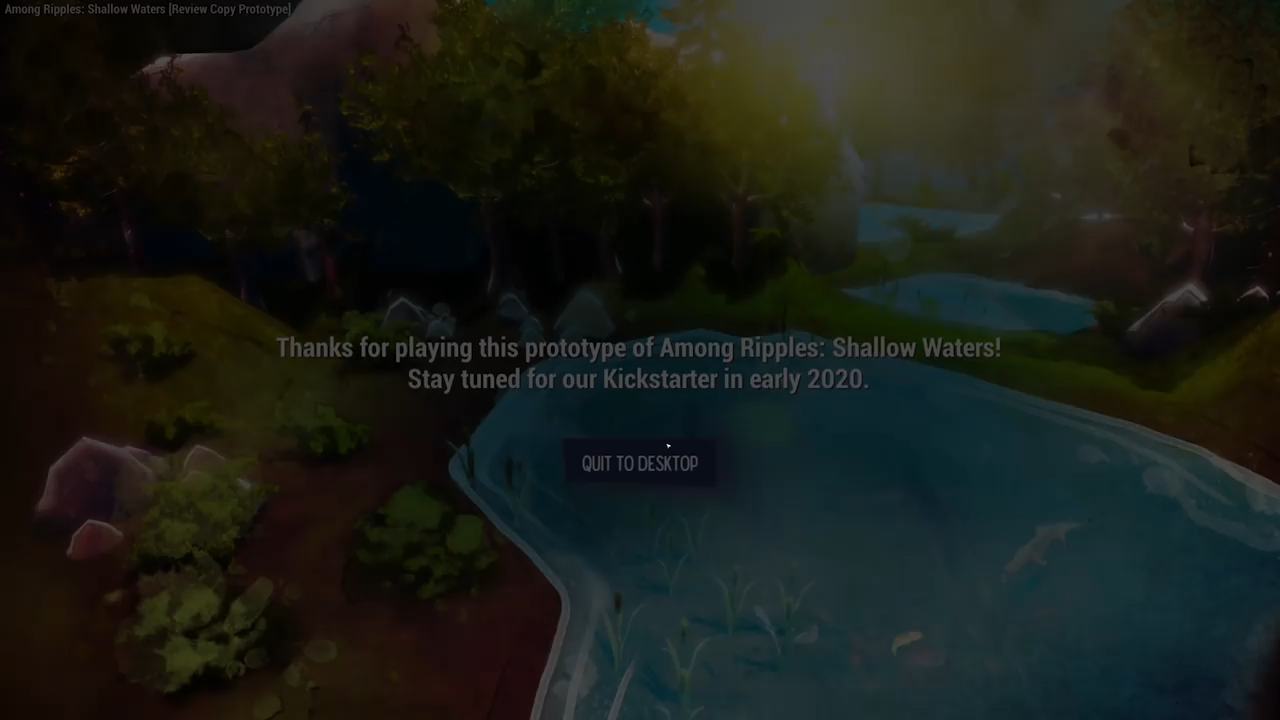 Among Ripples: Shallow Waters [Review Copy Prototype]
Thanks for playing this prototype of Among Ripples: Shallow Waters!
Stay tuned for our Kickstarter in early 2020.
QUIT TO DESKTOP